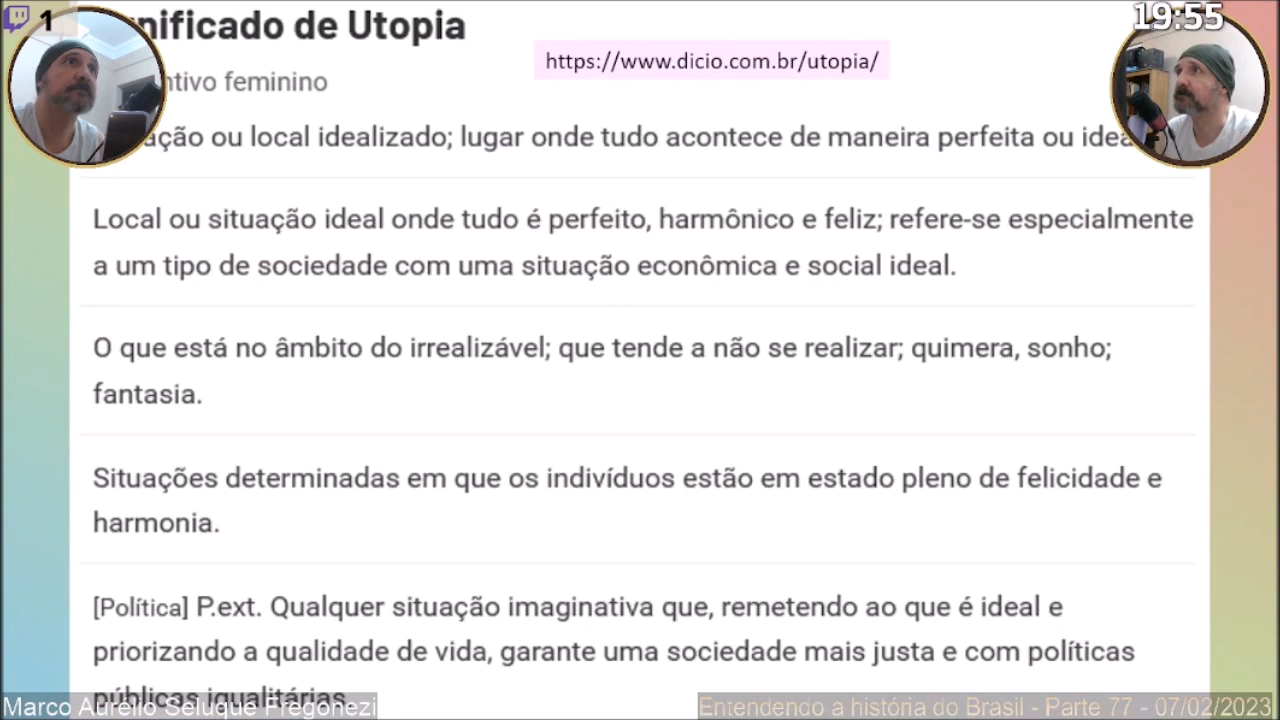 1
19:55
nificado de Utopia
https://www.dicio.com.br/utopia/
ntivo feminino
ação ou local idealizado; lugar onde tudo acontece de maneira perfeita ou idea
Local ou situação ideal onde tudo é perfeito, harmônico e feliz; refere-se especialmente
a um tipo de sociedade com uma situação econômica e social ideal.
O que está no âmbito do irrealizável; que tende a não se realizar; quimera, sonho;
fantasia.
Situações determinadas em que os indivíduos estão em estado pleno de felicidade e
harmonia.
[Política] P.ext. Qualquer situação imaginativa que, remetendo ao que é ideal e
priorizando a qualidade de vida, garante uma sociedade mais justa e com políticas
públicas igualitárias.
Marco Aurélio Seluque Fregonezi
Entendendo a história do Brasil - Parte 77 - 07/02/2023